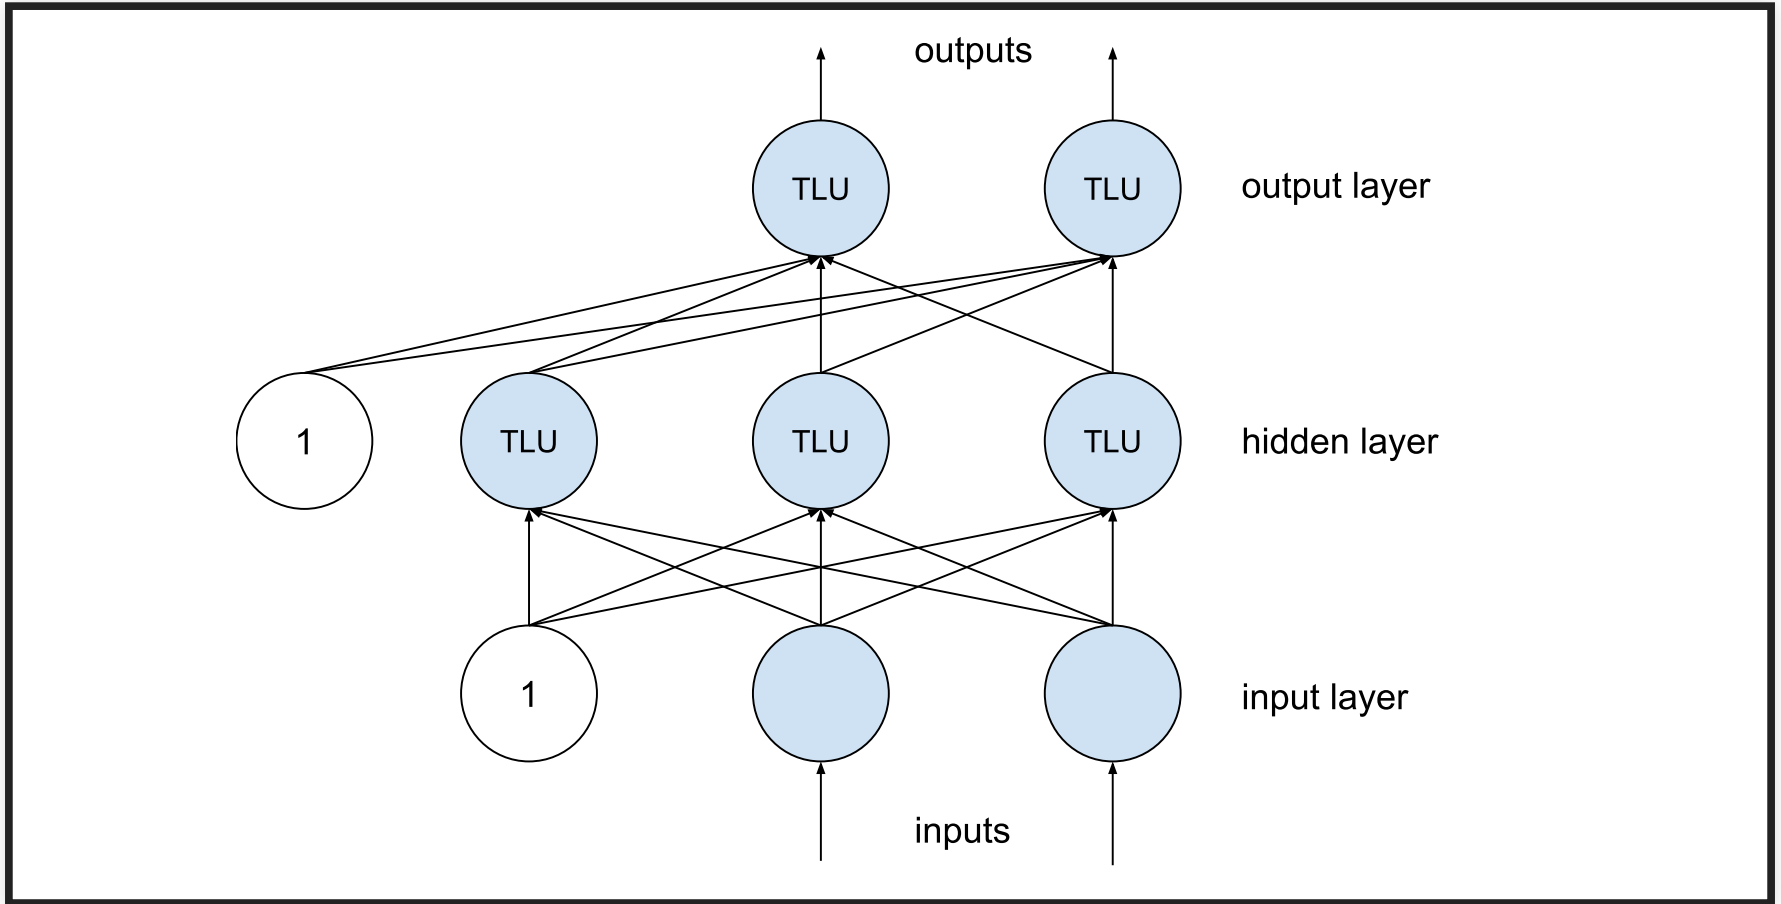 outputs
TLU
TLU
output layer
1
TLU
TLU
TLU
hidden layer
1
input layer
inputs